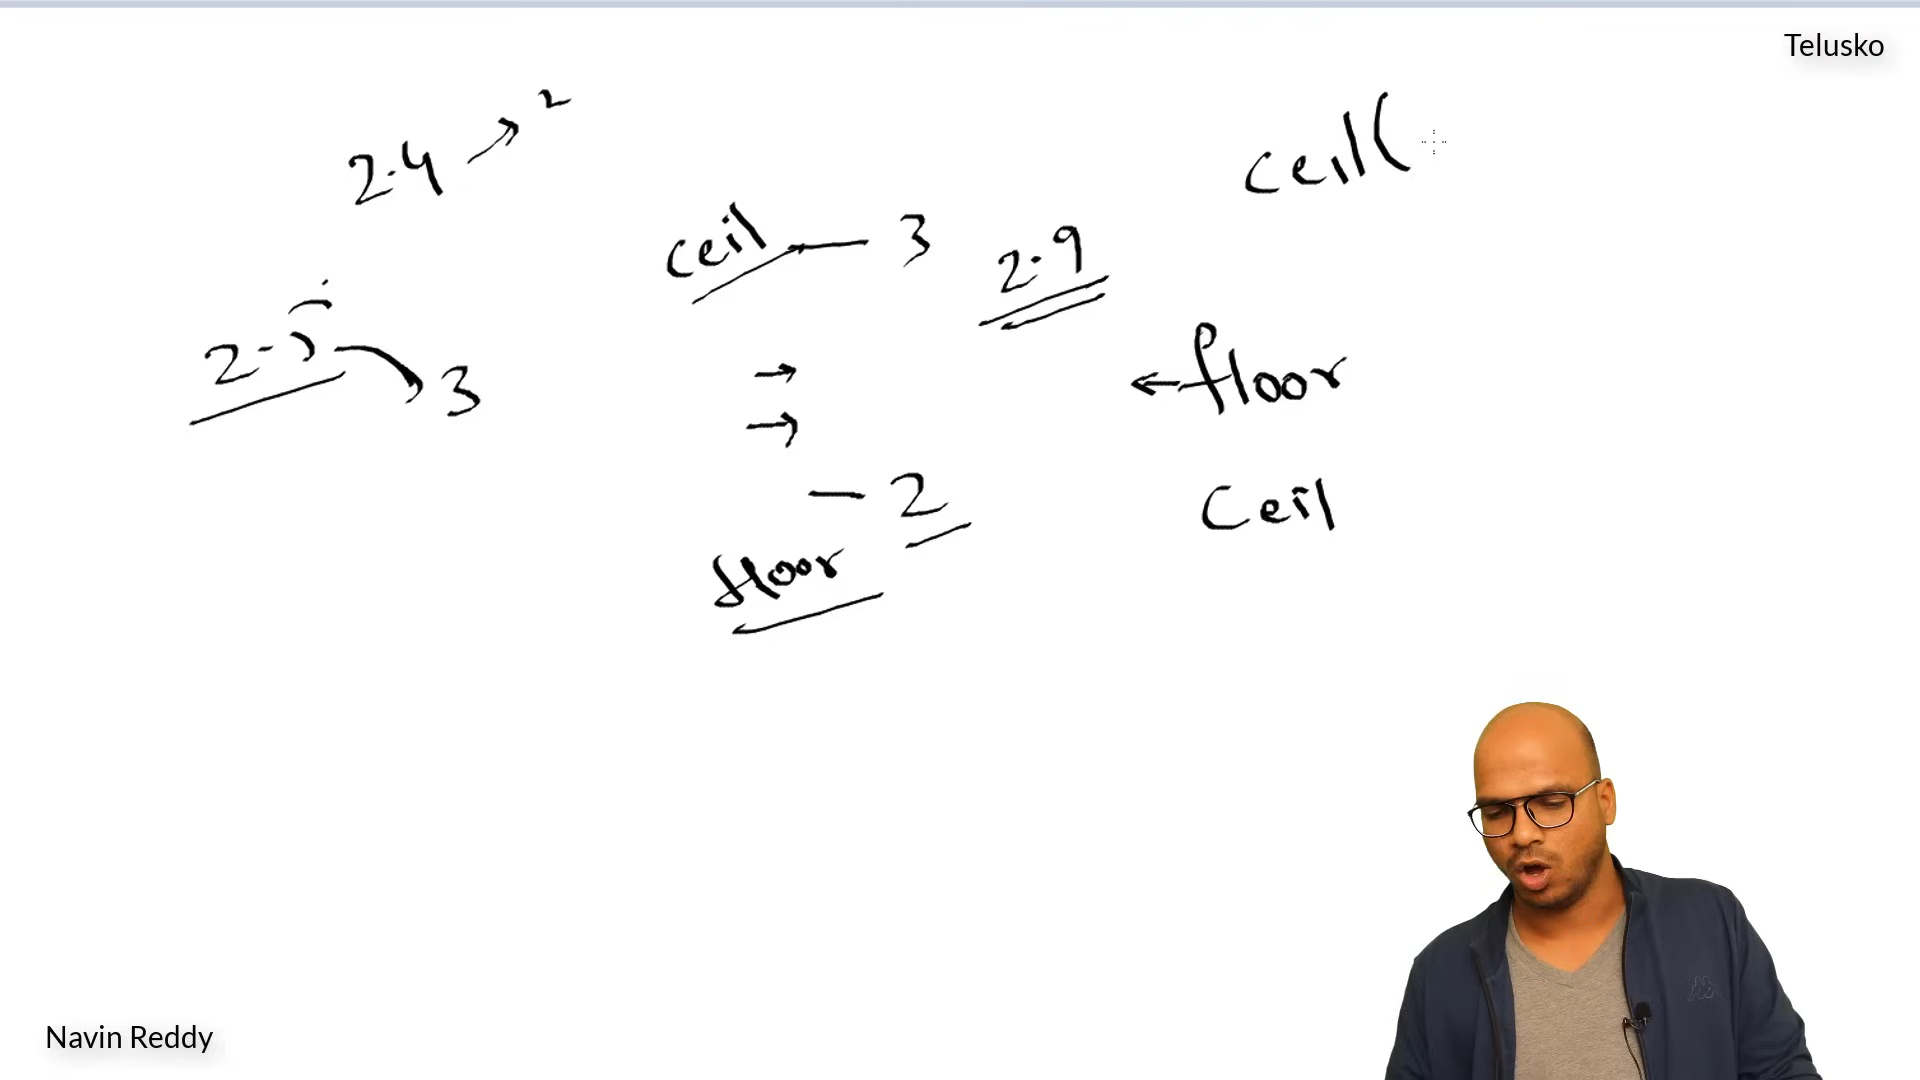 Telusko
2.4 → 2
ceil(
ceil — 3
2.9
2.5
3
→
← floor
→
— 2
Ceil
floor
Navin Reddy